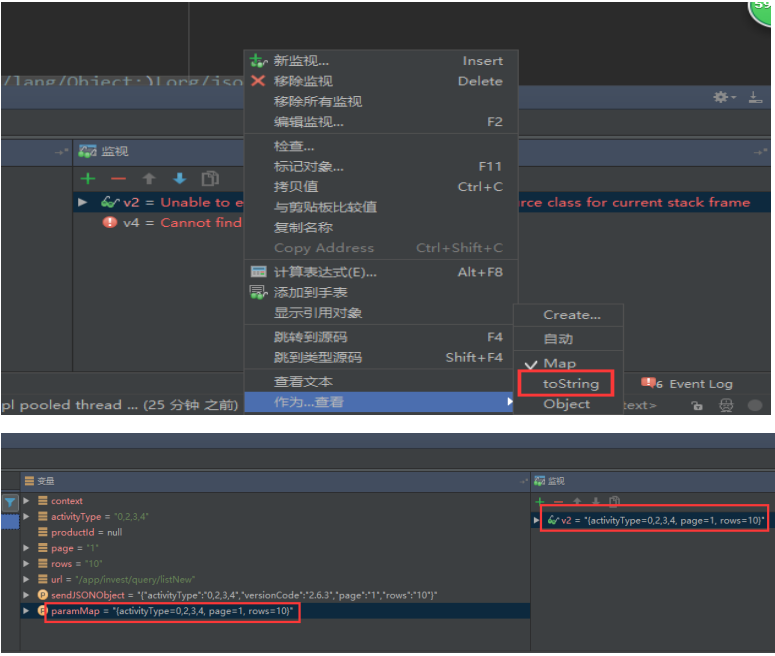 59
/lang/Object;)Lorg/jso
新监视... Insert
移除监视 Delete
移除所有监视
编辑监视... F2
监视
检查...
标记对象... F11
拷贝值 Ctrl+C
v2 = Unable to e
与剪贴板比较值
rce class for current stack frame
v4 = Cannot find
复制名称
Copy Address Ctrl+Shift+C
计算表达式(E)... Alt+F8
添加到手表
显示引用对象
Create...
跳转到源码 F4
自动
跳到类型源码 Shift+F4
Map
查看文本
toString
6 Event Log
pl pooled thread ... (25 分钟 之前)
作为...查看
Object
text>
变量
监视
context
activityType = "0,2,3,4"
v2 = "{activityType=0,2,3,4, page=1, rows=10}"
productId = null
page = "1"
rows = "10"
url = "/app/invest/query/listNew"
sendJSONObject = "{"activityType":"0,2,3,4","versionCode":"2.6.3","page":"1","rows":"10"}"
paramMap = "{activityType=0,2,3,4, page=1, rows=10}"